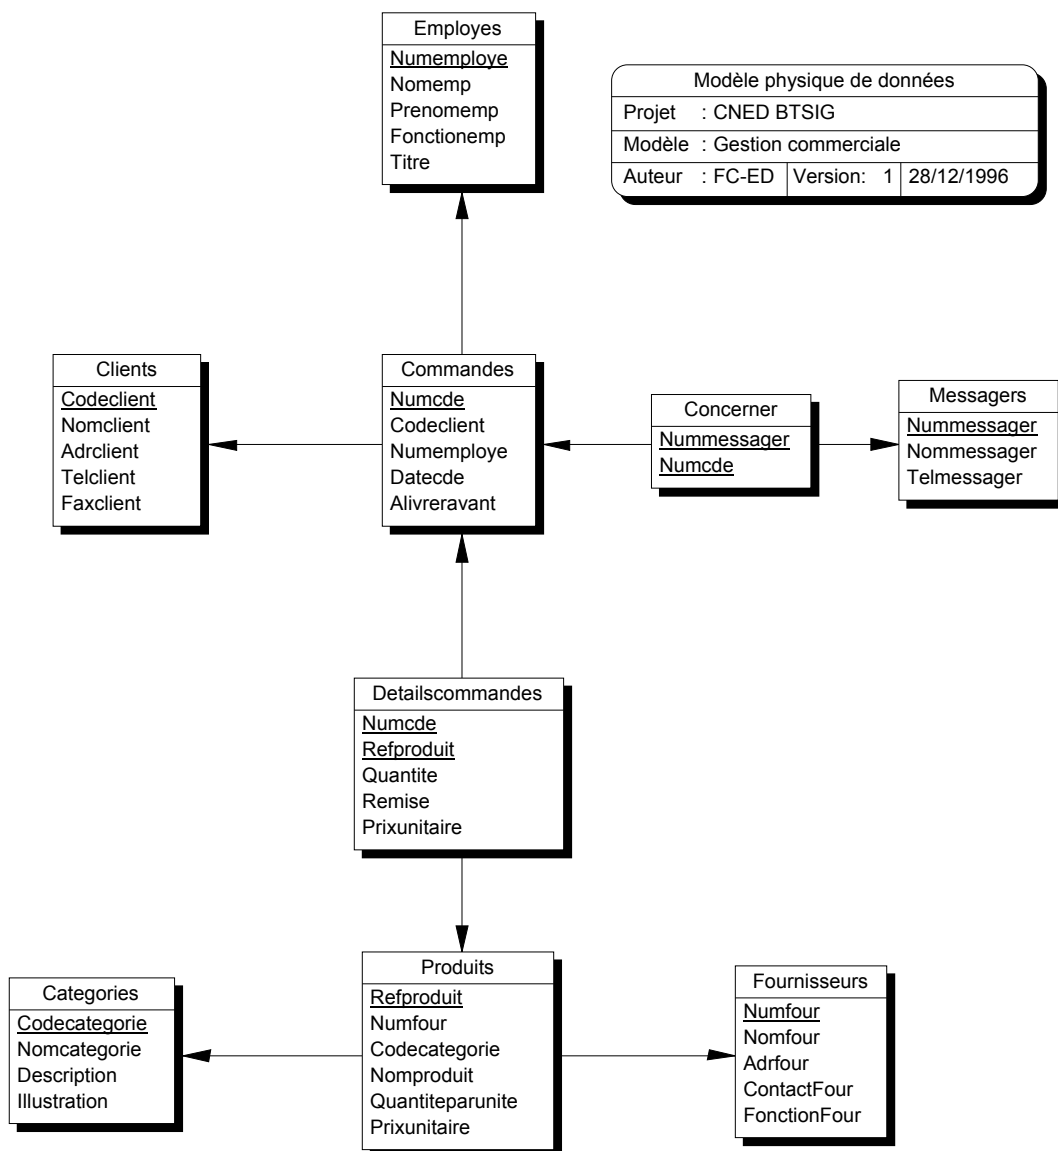 Employes
Numemploye
Nomemp
Prenomemp
Fonctionemp
Titre
Modèle physique de données
Projet : CNED BTSIG
Modèle : Gestion commerciale
Auteur : FC-ED Version: 1 28/12/1996
Clients
Codeclient
Nomclient
Adrclient
Telclient
Faxclient
Commandes
Numcde
Codeclient
Numemploye
Datecde
Alivreravant
Concerner
Nummessager
Numcde
Messagers
Nummessager
Nommessager
Telmessager
Detailscommandes
Numcde
Refproduit
Quantite
Remise
Prixunitaire
Categories
Codecategorie
Nomcategorie
Description
Illustration
Produits
Refproduit
Numfour
Codecategorie
Nomproduit
Quantiteparunite
Prixunitaire
Fournisseurs
Numfour
Nomfour
Adrfour
ContactFour
FonctionFour